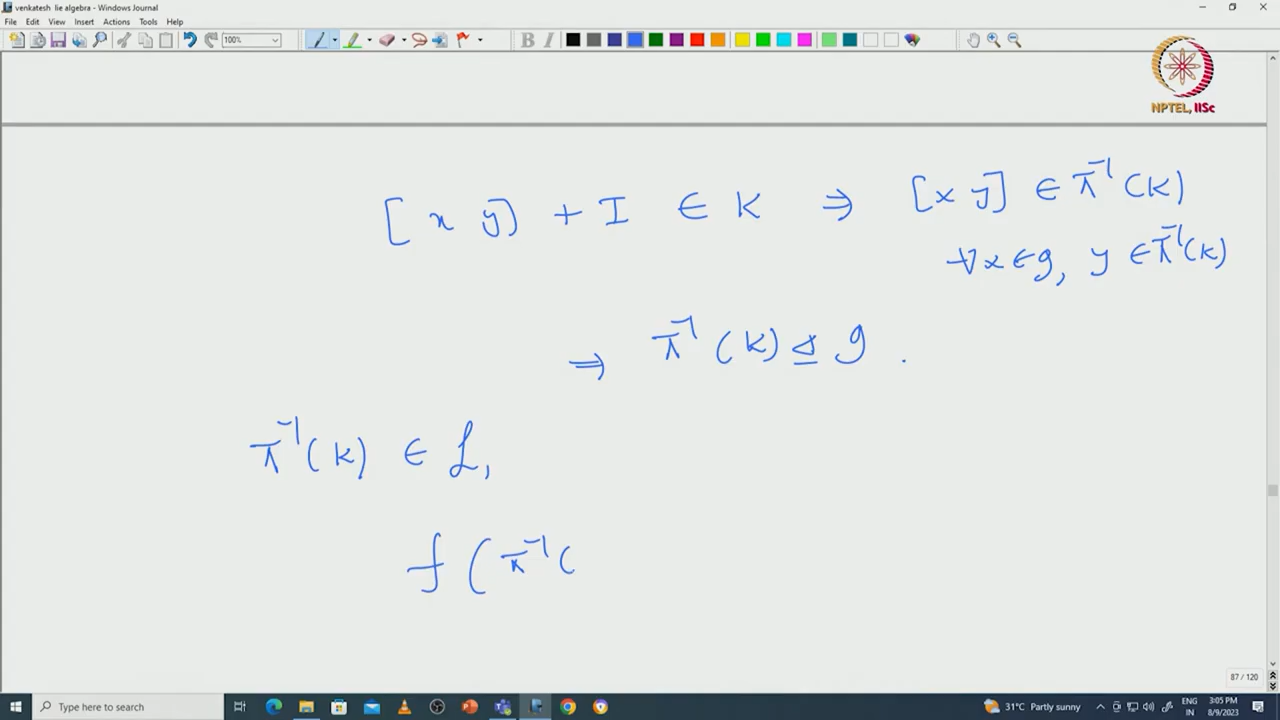 venkatesh lie algebra - Windows Journal
File Edit View Insert Actions Tools Help
100%
B I
NPTEL, IISc
[x y] + I ∈ K ⇒ [x y] ∈ π⁻¹(K)
∀x∈g, y ∈ π⁻¹(K)
⇒ π⁻¹(K) ⊴ g.
π⁻¹(K) ∈ ℒ,
f(π⁻¹(
87 / 120
Type here to search
31°C Partly sunny
ENG
IN
3:05 PM
8/9/2023